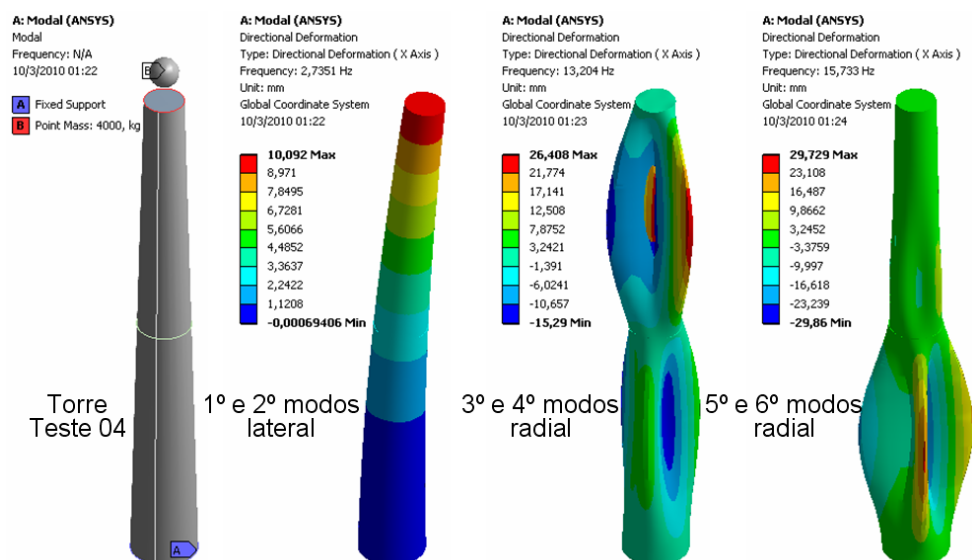 A: Modal (ANSYS)
Modal
Frequency: N/A
10/3/2010 01:22
A Fixed Support
B Point Mass: 4000, kg
B
A
Torre
Teste 04
A: Modal (ANSYS)
Directional Deformation
Type: Directional Deformation ( X Axis )
Frequency: 2,7351 Hz
Unit: mm
Global Coordinate System
10/3/2010 01:22
10,092 Max
8,971
7,8495
6,7281
5,6066
4,4852
3,3637
2,2422
1,1208
-0,00069406 Min
1º e 2º modos
lateral
A: Modal (ANSYS)
Directional Deformation
Type: Directional Deformation ( X Axis )
Frequency: 13,204 Hz
Unit: mm
Global Coordinate System
10/3/2010 01:23
26,408 Max
21,774
17,141
12,508
7,8752
3,2421
-1,391
-6,0241
-10,657
-15,29 Min
3º e 4º modos
radial
A: Modal (ANSYS)
Directional Deformation
Type: Directional Deformation ( X Axis )
Frequency: 15,733 Hz
Unit: mm
Global Coordinate System
10/3/2010 01:24
29,729 Max
23,108
16,487
9,8662
3,2452
-3,3759
-9,997
-16,618
-23,239
-29,86 Min
5º e 6º modos
radial